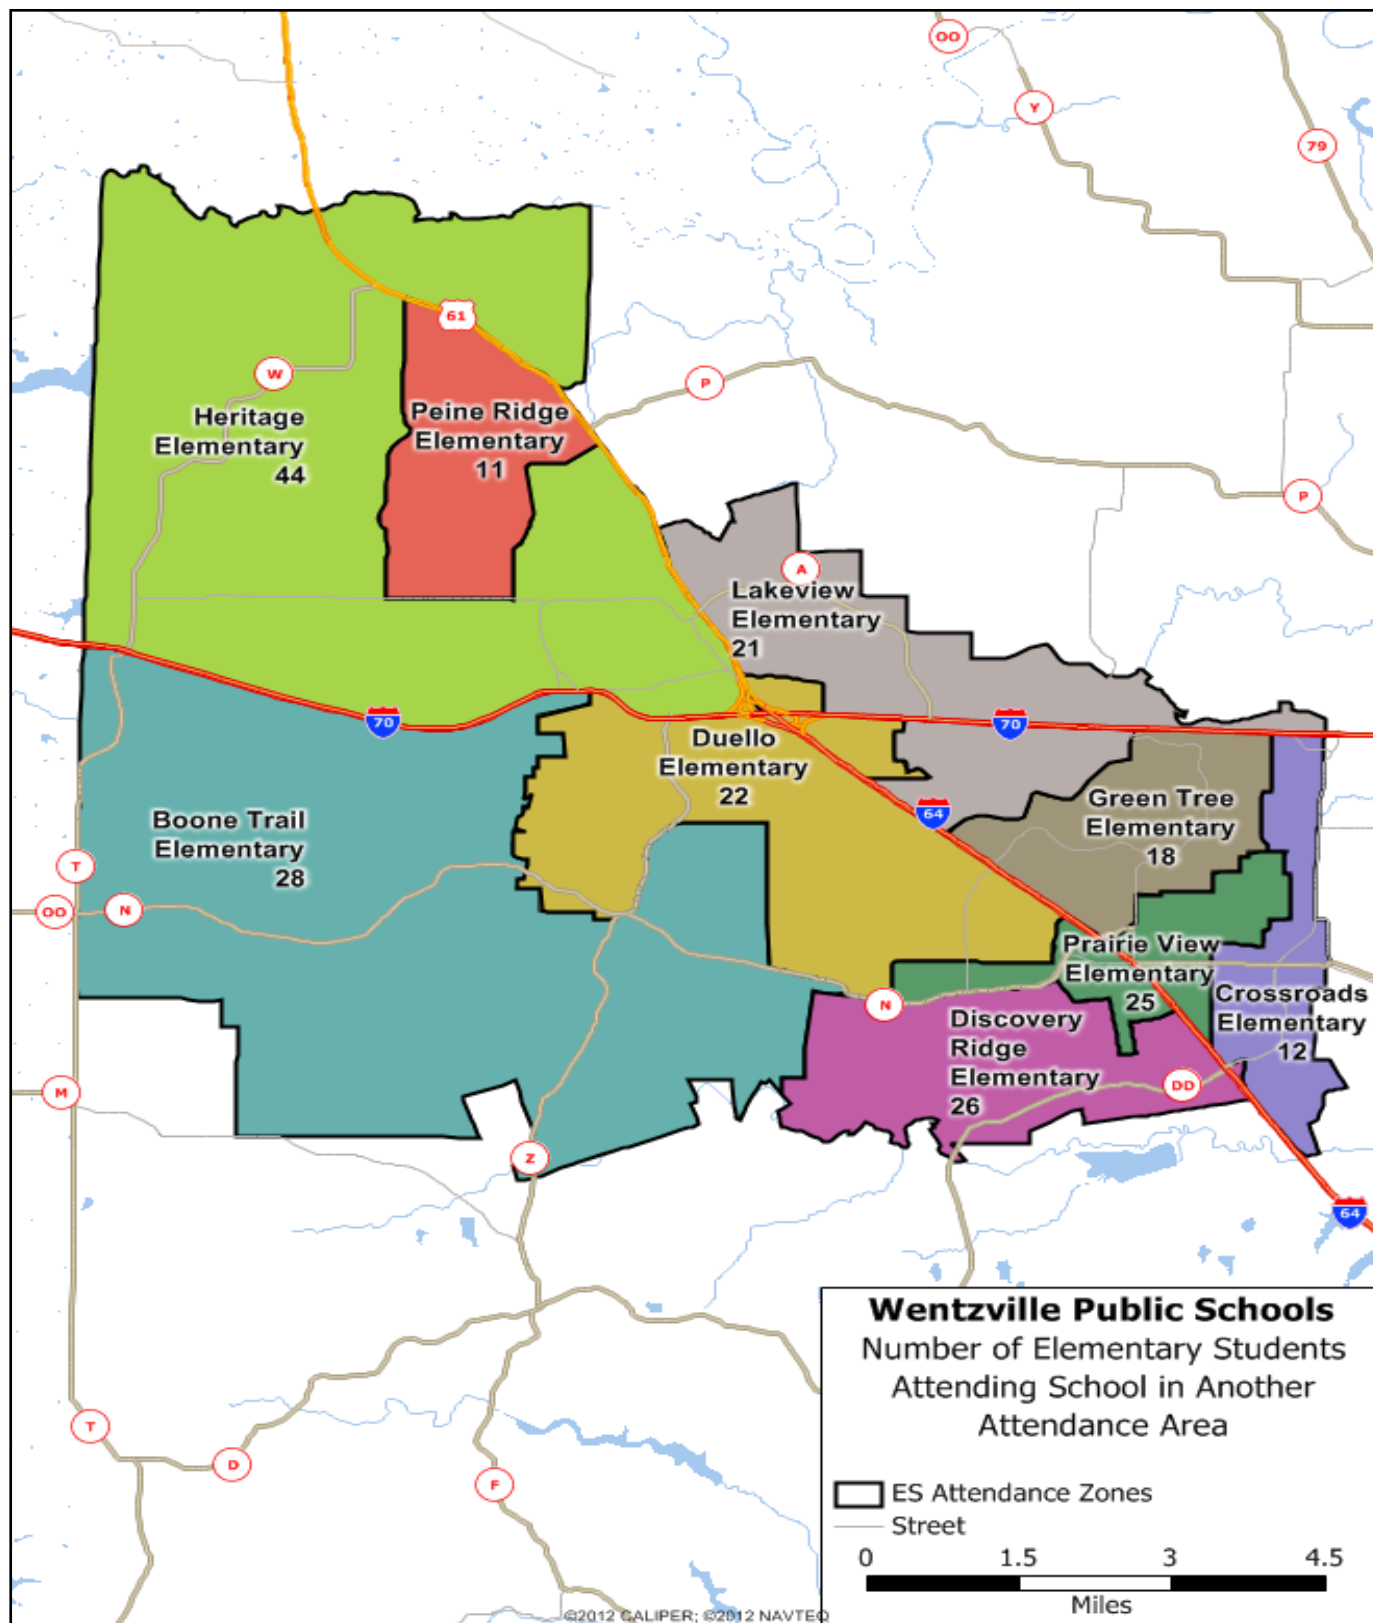 OO
Y
79
61
W
P
Heritage
Elementary
44
Peine Ridge
Elementary
11
P
A
Lakeview
Elementary
21
70
70
Duello
Elementary
22
64
Green Tree
Elementary
18
Boone Trail
Elementary
28
T
OO
N
Prairie View
Elementary
25
N
Crossroads
Elementary
12
Discovery
Ridge
Elementary
26
DD
M
Z
64
Wentzville Public Schools
Number of Elementary Students
Attending School in Another
Attendance Area
ES Attendance Zones
Street
0 1.5 3 4.5
Miles
T
D
F
©2012 CALIPER; ©2012 NAVTEQ